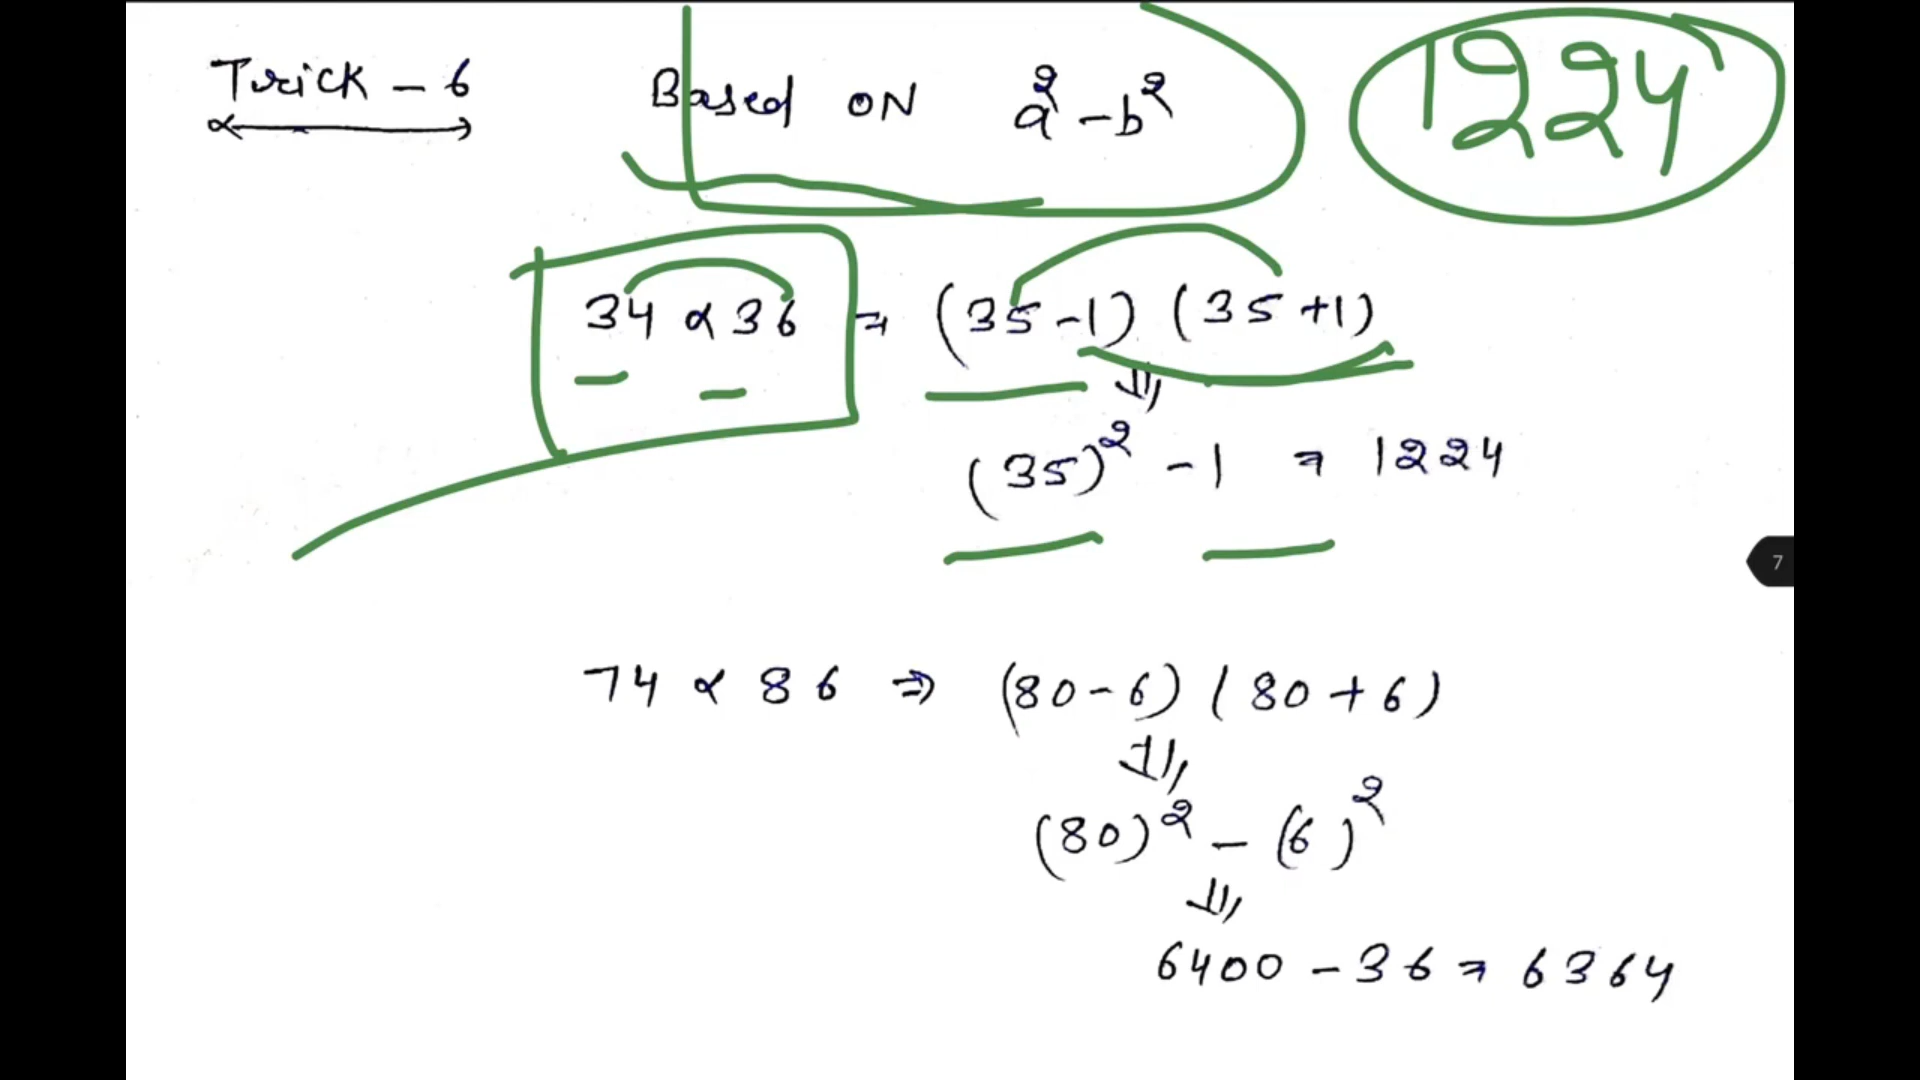 Trick - 6 Based ON a² - b² 1224
34 × 36 = (35 - 1) (35 + 1)
(35)² - 1 = 1224
7
74 × 86 ⇒ (80 - 6) (80 + 6)
(80)² - (6)²
6400 - 36 = 6364